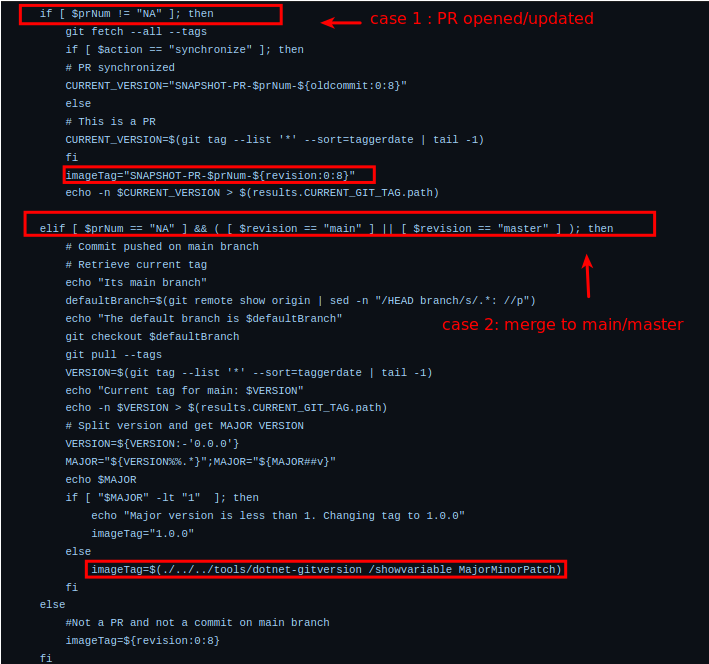 if [ $prNum != "NA" ]; then
case 1 : PR opened/updated
git fetch --all --tags
if [ $action == "synchronize" ]; then
# PR synchronized
CURRENT_VERSION="SNAPSHOT-PR-$prNum-${oldcommit:0:8}"
else
# This is a PR
CURRENT_VERSION=$(git tag --list '*' --sort=taggerdate | tail -1)
fi
imageTag="SNAPSHOT-PR-$prNum-${revision:0:8}"
echo -n $CURRENT_VERSION > $(results.CURRENT_GIT_TAG.path)
elif [ $prNum == "NA" ] && ( [ $revision == "main" ] || [ $revision == "master" ] ); then
# Commit pushed on main branch
# Retrieve current tag
echo "Its main branch"
defaultBranch=$(git remote show origin | sed -n "/HEAD branch/s/.*: //p")
echo "The default branch is $defaultBranch"
case 2: merge to main/master
git checkout $defaultBranch
git pull --tags
VERSION=$(git tag --list '*' --sort=taggerdate | tail -1)
echo "Current tag for main: $VERSION"
echo -n $VERSION > $(results.CURRENT_GIT_TAG.path)
# Split version and get MAJOR VERSION
VERSION=${VERSION:-'0.0.0'}
MAJOR="${VERSION%%.*}";MAJOR="${MAJOR##v}"
echo $MAJOR
if [ "$MAJOR" -lt "1"  ]; then
echo "Major version is less than 1. Changing tag to 1.0.0"
imageTag="1.0.0"
else
imageTag=$(./../../tools/dotnet-gitversion /showvariable MajorMinorPatch)
fi
else
#Not a PR and not a commit on main branch
imageTag=${revision:0:8}
fi